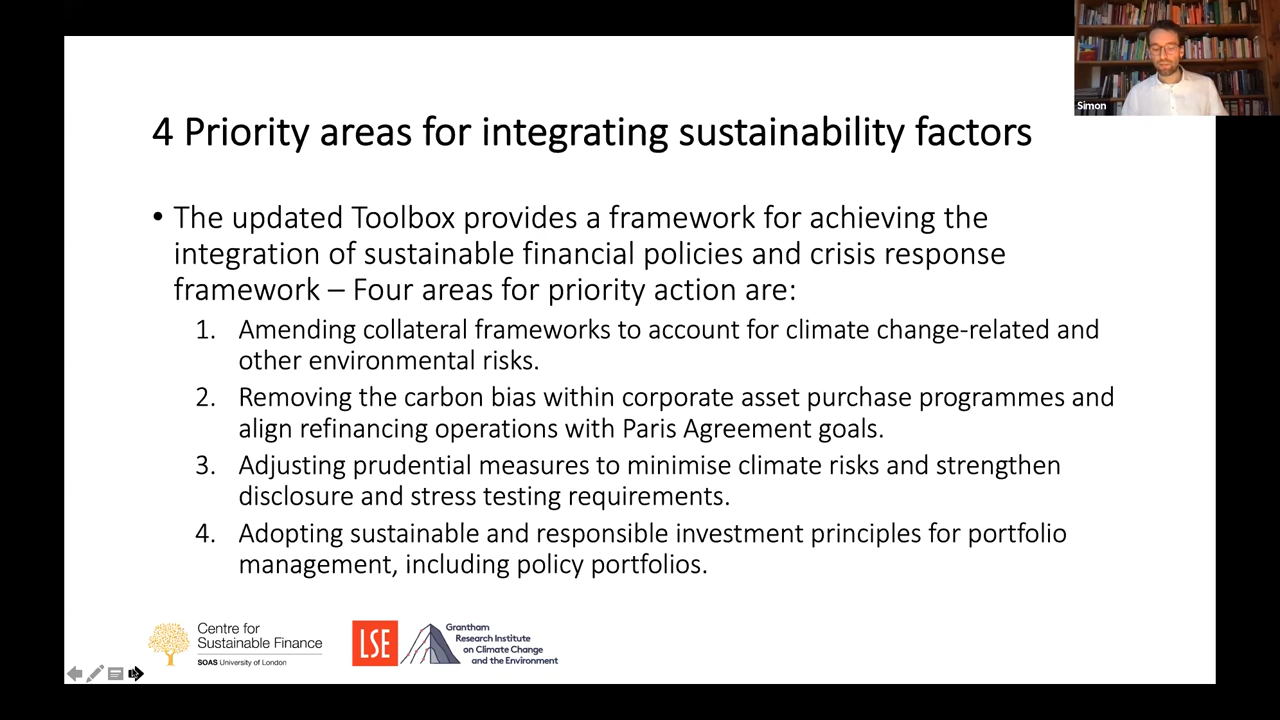 Simon
4 Priority areas for integrating sustainability factors
• The updated Toolbox provides a framework for achieving the
integration of sustainable financial policies and crisis response
framework – Four areas for priority action are:
1. Amending collateral frameworks to account for climate change-related and
other environmental risks.
2. Removing the carbon bias within corporate asset purchase programmes and
align refinancing operations with Paris Agreement goals.
3. Adjusting prudential measures to minimise climate risks and strengthen
disclosure and stress testing requirements.
4. Adopting sustainable and responsible investment principles for portfolio
management, including policy portfolios.
Centre for
Sustainable Finance
SOAS University of London
LSE
Grantham
Research Institute
on Climate Change
and the Environment